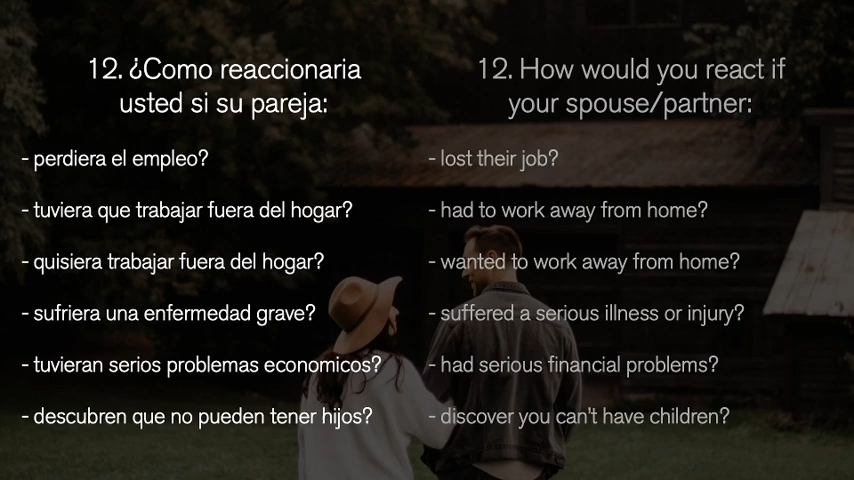 12. ¿Como reaccionaria
usted si su pareja:
- perdiera el empleo?
- tuviera que trabajar fuera del hogar?
- quisiera trabajar fuera del hogar?
- sufriera una enfermedad grave?
- tuvieran serios problemas economicos?
- descubren que no pueden tener hijos?
12. How would you react if
your spouse/partner:
- lost their job?
- had to work away from home?
- wanted to work away from home?
- suffered a serious illness or injury?
- had serious financial problems?
- discover you can't have children?